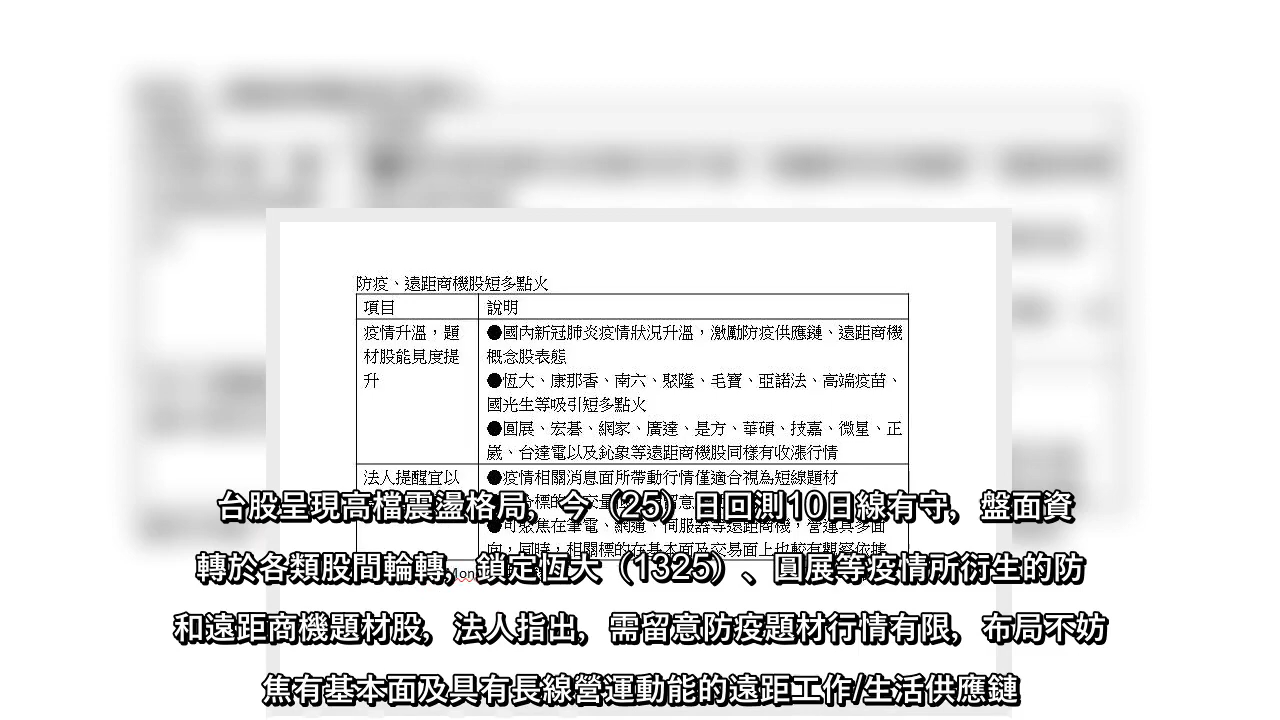 防疫、遠距商機股短多點火
項目
說明
疫情升溫，題
材股能見度提
升
●國內新冠肺炎疫情狀況升溫，激勵防疫供應鏈、遠距商機
概念股表態
●恆大、康那香、南六、聚隆、毛寶、亞諾法、高端疫苗、
國光生等吸引短多點火
●圓展、宏碁、網家、廣達、是方、華碩、技嘉、微星、正
崴、台達電以及鈊象等遠距商機股同樣有收漲行情
法人提醒宜以
●疫情相關消息面所帶動行情僅適合視為短線題材
台股呈現高檔震盪格局，今（25）日回測10日線有守，盤面資
轉於各類股間輪轉，鎖定恆大（1325）、圓展等疫情所衍生的防
和遠距商機題材股，法人指出，需留意防疫題材行情有限，布局不妨
焦有基本面及具有長線營運動能的遠距工作/生活供應鏈